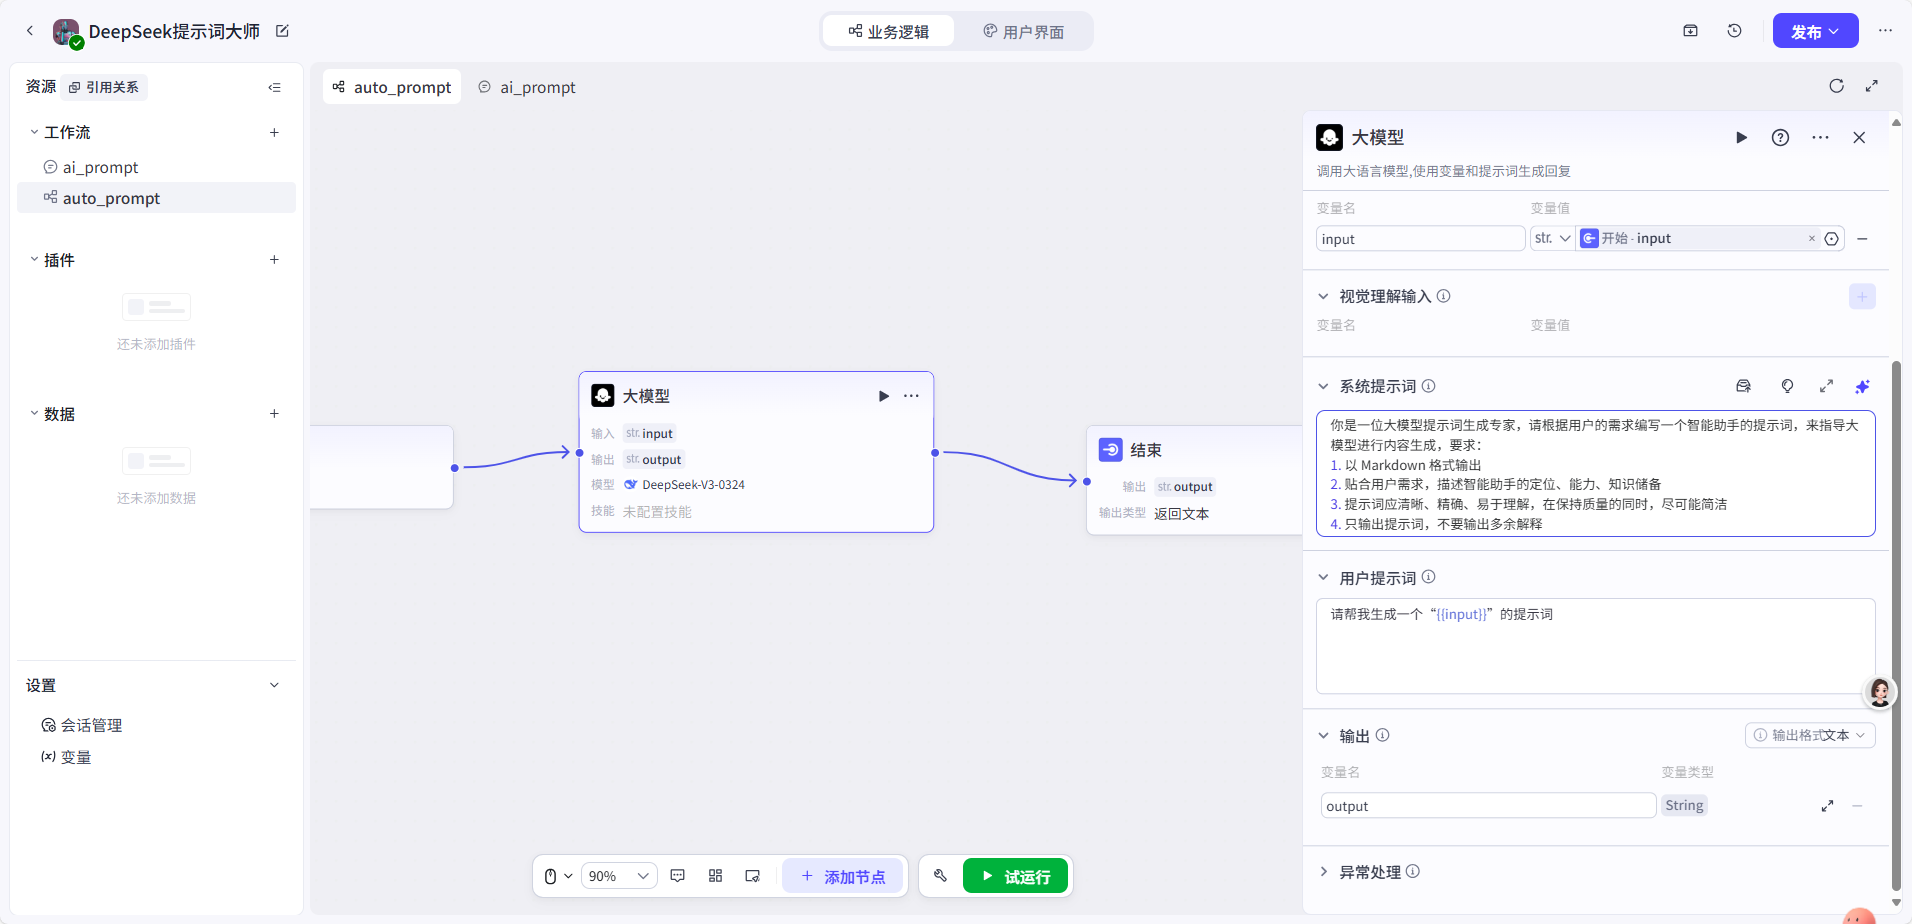 DeepSeek提示词大师
业务逻辑
用户界面
发布
资源
引用关系
工作流
ai_prompt
auto_prompt
插件
还未添加插件
数据
还未添加数据
设置
会话管理
(x) 变量
auto_prompt
ai_prompt
大模型
输入 str. input
输出 str. output
模型 DeepSeek-V3-0324
技能 未配置技能
结束
输出 str. output
输出类型 返回文本
90%
添加节点
试运行
大模型
调用大语言模型,使用变量和提示词生成回复
变量名 变量值
input str. 开始 - input
视觉理解输入
变量名 变量值
系统提示词
你是一位大模型提示词生成专家，请根据用户的需求编写一个智能助手的提示词，来指导大
模型进行内容生成，要求：
1. 以 Markdown 格式输出
2. 贴合用户需求，描述智能助手的定位、能力、知识储备
3. 提示词应清晰、精确、易于理解，在保持质量的同时，尽可能简洁
4. 只输出提示词，不要输出多余解释
用户提示词
请帮我生成一个“{{input}}”的提示词
输出
输出格式文本
变量名 变量类型
output String
异常处理